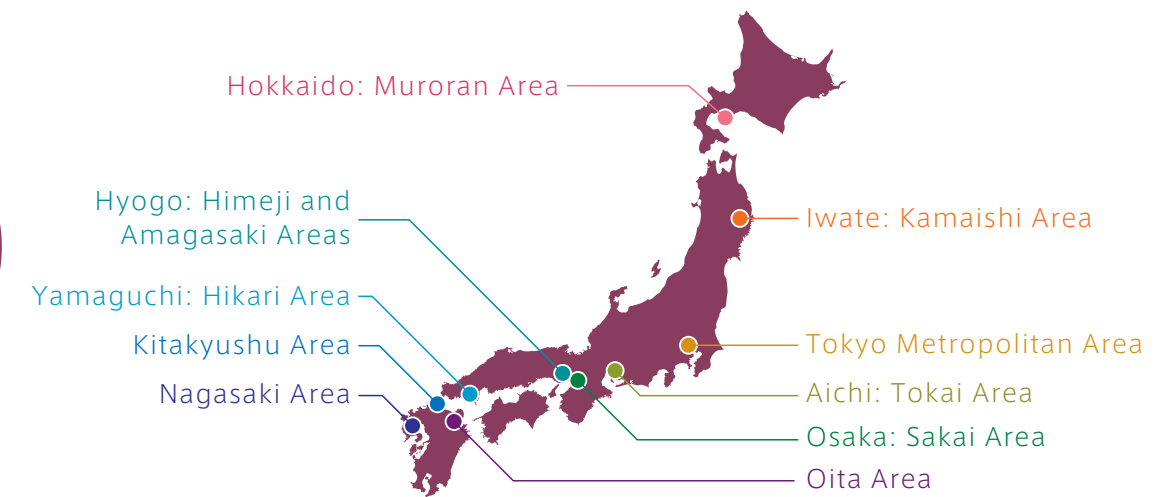 Hokkaido: Muroran Area
Hyogo: Himeji and
Amagasaki Areas
Yamaguchi: Hikari Area
Kitakyushu Area
Nagasaki Area
Iwate: Kamaishi Area
Tokyo Metropolitan Area
Aichi: Tokai Area
Osaka: Sakai Area
Oita Area